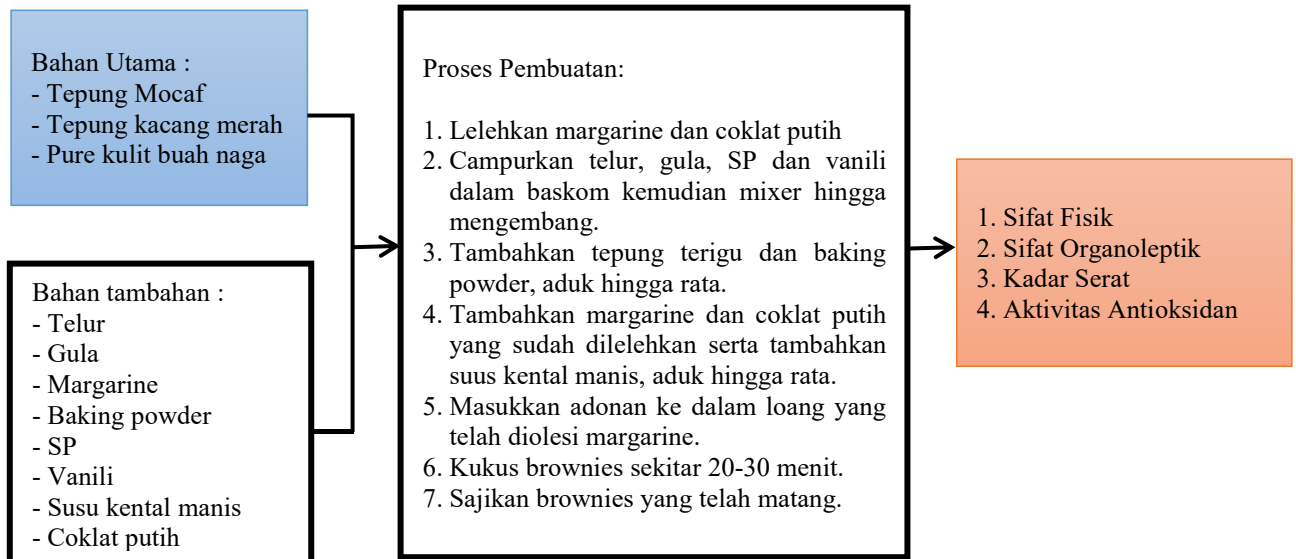 Bahan Utama :
- Tepung Mocaf
- Tepung kacang merah
- Pure kulit buah naga
Bahan tambahan :
- Telur
- Gula
- Margarine
- Baking powder
- SP
- Vanili
- Susu kental manis
- Coklat putih
Proses Pembuatan:
1. Lelehkan margarine dan coklat putih
2. Campurkan telur, gula, SP dan vanili
dalam baskom kemudian mixer hingga
mengembang.
3. Tambahkan tepung terigu dan baking
powder, aduk hingga rata.
4. Tambahkan margarine dan coklat putih
yang sudah dilelehkan serta tambahkan
suus kental manis, aduk hingga rata.
5. Masukkan adonan ke dalam loang yang
telah diolesi margarine.
6. Kukus brownies sekitar 20-30 menit.
7. Sajikan brownies yang telah matang.
1. Sifat Fisik
2. Sifat Organoleptik
3. Kadar Serat
4. Aktivitas Antioksidan